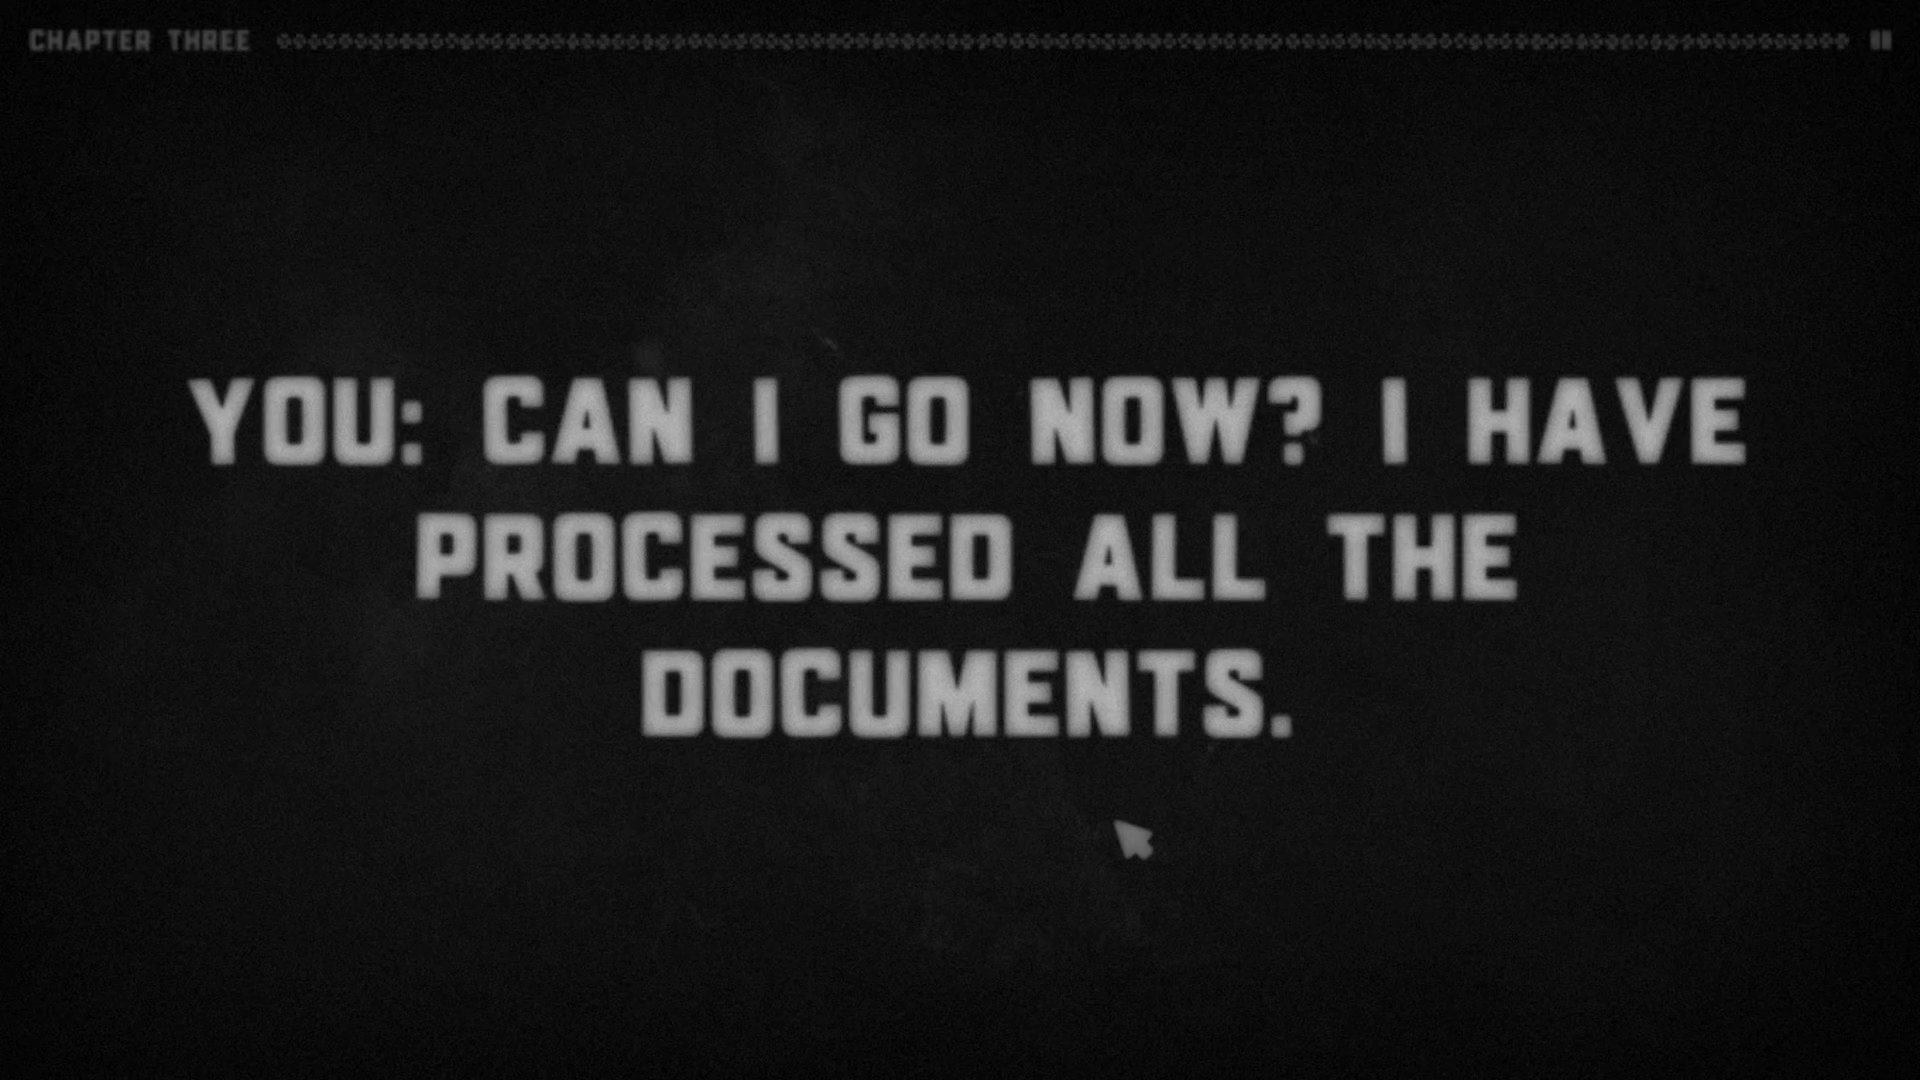 CHAPTER THREE
YOU: CAN I GO NOW? I HAVE
PROCESSED ALL THE
DOCUMENTS.